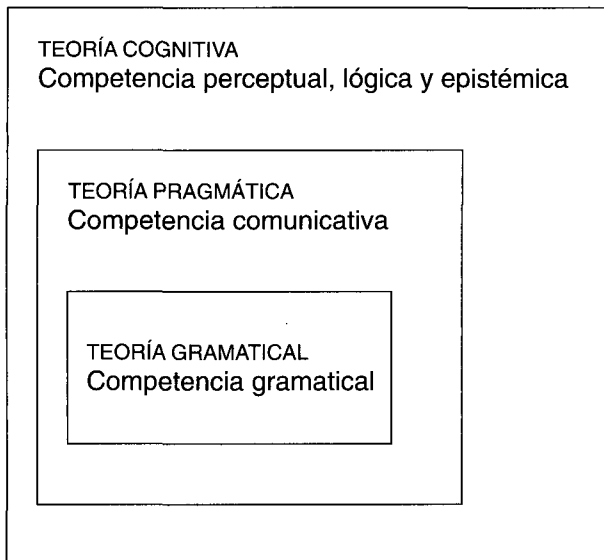 TEORÍA COGNITIVA
Competencia perceptual, lógica y epistémica
TEORÍA PRAGMÁTICA
Competencia comunicativa
TEORÍA GRAMATICAL
Competencia gramatical